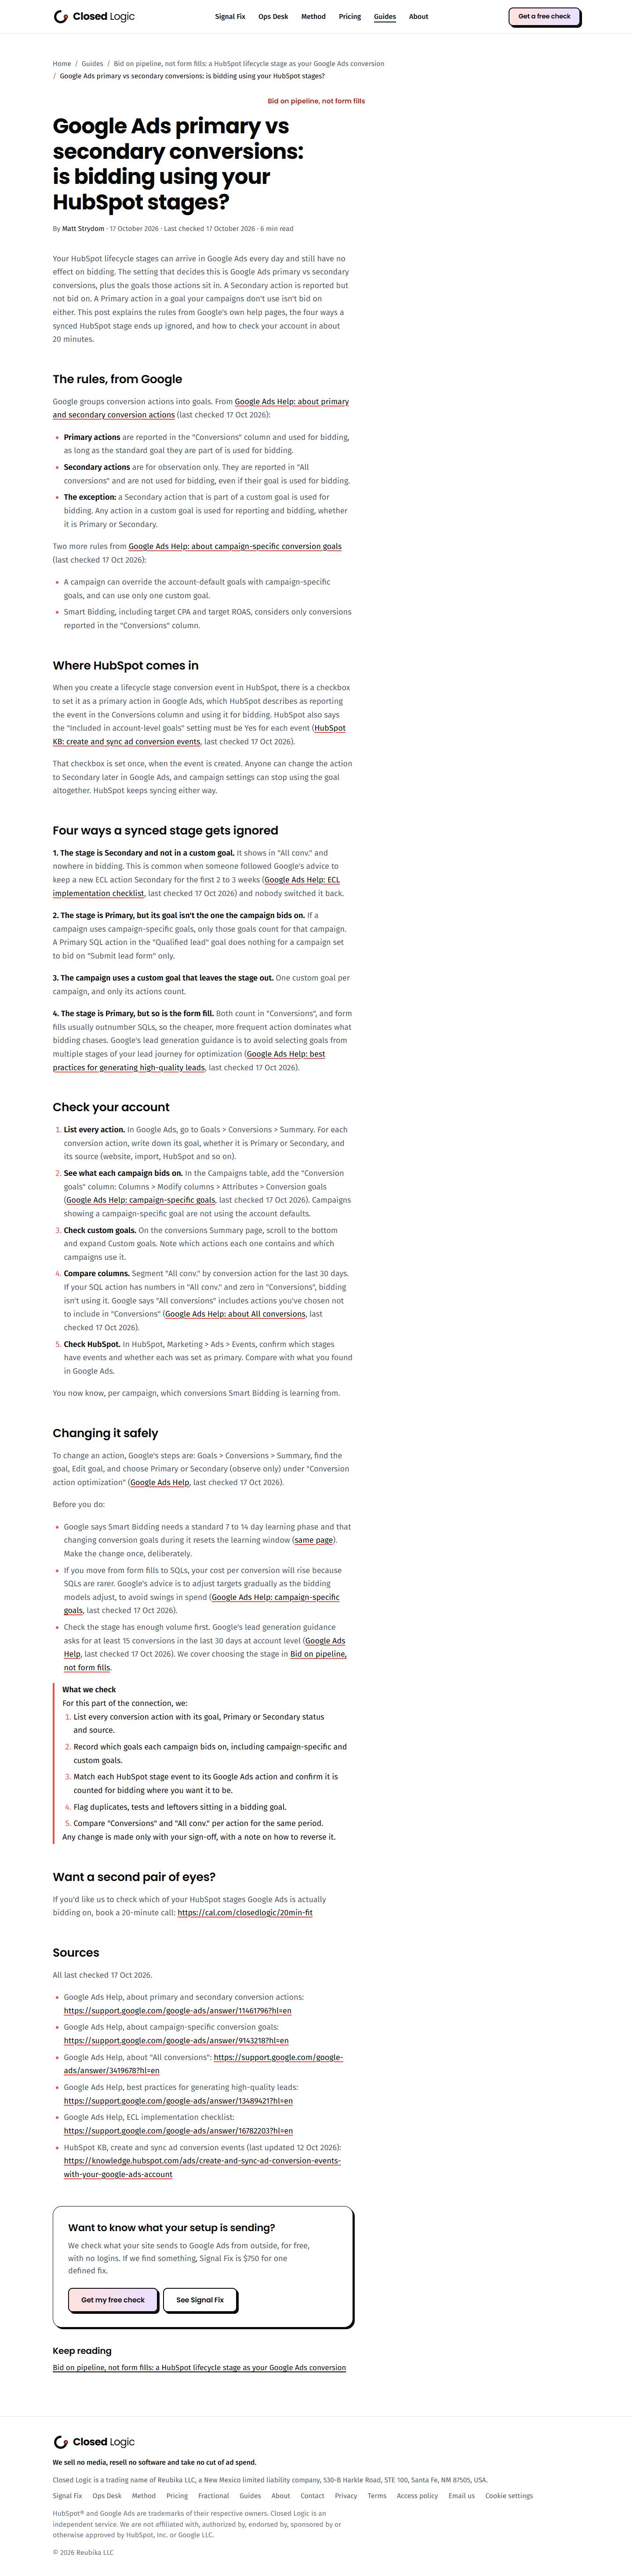 Closed Logic
Signal Fix
Ops Desk
Method
Pricing
Guides
About
Get a free check
Home / Guides / Bid on pipeline, not form fills: a HubSpot lifecycle stage as your Google Ads conversion
/ Google Ads primary vs secondary conversions: is bidding using your HubSpot stages?
Bid on pipeline, not form fills
Google Ads primary vs
secondary conversions:
is bidding using your
HubSpot stages?
By Matt Strydom · 17 October 2026 · Last checked 17 October 2026 · 6 min read
Your HubSpot lifecycle stages can arrive in Google Ads every day and still have no
effect on bidding. The setting that decides this is Google Ads primary vs secondary
conversions, plus the goals those actions sit in. A Secondary action is reported but
not bid on. A Primary action in a goal your campaigns don't use isn't bid on
either. This post explains the rules from Google's own help pages, the four ways a
synced HubSpot stage ends up ignored, and how to check your account in about
20 minutes.
The rules, from Google
Google groups conversion actions into goals. From Google Ads Help: about primary
and secondary conversion actions (last checked 17 Oct 2026):
• Primary actions are reported in the "Conversions" column and used for bidding,
as long as the standard goal they are part of is used for bidding.
• Secondary actions are for observation only. They are reported in "All
conversions" and are not used for bidding, even if their goal is used for bidding.
• The exception: a Secondary action that is part of a custom goal is used for
bidding. Any action in a custom goal is used for reporting and bidding, whether
it is Primary or Secondary.
Two more rules from Google Ads Help: about campaign-specific conversion goals
(last checked 17 Oct 2026):
• A campaign can override the account-default goals with campaign-specific
goals, and can use only one custom goal.
• Smart Bidding, including target CPA and target ROAS, considers only conversions
reported in the "Conversions" column.
Where HubSpot comes in
When you create a lifecycle stage conversion event in HubSpot, there is a checkbox
to set it as a primary action in Google Ads, which HubSpot describes as reporting
the event in the Conversions column and using it for bidding. HubSpot also says
the "Included in account-level goals" setting must be Yes for each event (HubSpot
KB: create and sync ad conversion events, last checked 17 Oct 2026).
That checkbox is set once, when the event is created. Anyone can change the action
to Secondary later in Google Ads, and campaign settings can stop using the goal
altogether. HubSpot keeps syncing either way.
Four ways a synced stage gets ignored
1. The stage is Secondary and not in a custom goal. It shows in "All conv." and
nowhere in bidding. This is common when someone followed Google's advice to
keep a new ECL action Secondary for the first 2 to 3 weeks (Google Ads Help: ECL
implementation checklist, last checked 17 Oct 2026) and nobody switched it back.
2. The stage is Primary, but its goal isn't the one the campaign bids on. If a
campaign uses campaign-specific goals, only those goals count for that campaign.
A Primary SQL action in the "Qualified lead" goal does nothing for a campaign set
to bid on "Submit lead form" only.
3. The campaign uses a custom goal that leaves the stage out. One custom goal per
campaign, and only its actions count.
4. The stage is Primary, but so is the form fill. Both count in "Conversions", and form
fills usually outnumber SQLs, so the cheaper, more frequent action dominates what
bidding chases. Google's lead generation guidance is to avoid selecting goals from
multiple stages of your lead journey for optimization (Google Ads Help: best
practices for generating high-quality leads, last checked 17 Oct 2026).
Check your account
1. List every action. In Google Ads, go to Goals > Conversions > Summary. For each
conversion action, write down its goal, whether it is Primary or Secondary, and
its source (website, import, HubSpot and so on).
2. See what each campaign bids on. In the Campaigns table, add the "Conversion
goals" column: Columns > Modify columns > Attributes > Conversion goals
(Google Ads Help: campaign-specific goals, last checked 17 Oct 2026). Campaigns
showing a campaign-specific goal are not using the account defaults.
3. Check custom goals. On the conversions Summary page, scroll to the bottom
and expand Custom goals. Note which actions each one contains and which
campaigns use it.
4. Compare columns. Segment "All conv." by conversion action for the last 30 days.
If your SQL action has numbers in "All conv." and zero in "Conversions", bidding
isn't using it. Google says "All conversions" includes actions you've chosen not
to include in "Conversions" (Google Ads Help: about All conversions, last
checked 17 Oct 2026).
5. Check HubSpot. In HubSpot, Marketing > Ads > Events, confirm which stages
have events and whether each was set as primary. Compare with what you found
in Google Ads.
You now know, per campaign, which conversions Smart Bidding is learning from.
Changing it safely
To change an action, Google's steps are: Goals > Conversions > Summary, find the
goal, Edit goal, and choose Primary or Secondary (observe only) under "Conversion
action optimization" (Google Ads Help, last checked 17 Oct 2026).
Before you do:
• Google says Smart Bidding needs a standard 7 to 14 day learning phase and that
changing conversion goals during it resets the learning window (same page).
Make the change once, deliberately.
• If you move from form fills to SQLs, your cost per conversion will rise because
SQLs are rarer. Google's advice is to adjust targets gradually as the bidding
models adjust, to avoid swings in spend (Google Ads Help: campaign-specific
goals, last checked 17 Oct 2026).
• Check the stage has enough volume first. Google's lead generation guidance
asks for at least 15 conversions in the last 30 days at account level (Google Ads
Help, last checked 17 Oct 2026). We cover choosing the stage in Bid on pipeline,
not form fills.
What we check
For this part of the connection, we:
1. List every conversion action with its goal, Primary or Secondary status
and source.
2. Record which goals each campaign bids on, including campaign-specific and
custom goals.
3. Match each HubSpot stage event to its Google Ads action and confirm it is
counted for bidding where you want it to be.
4. Flag duplicates, tests and leftovers sitting in a bidding goal.
5. Compare "Conversions" and "All conv." per action for the same period.
Any change is made only with your sign-off, with a note on how to reverse it.
Want a second pair of eyes?
If you'd like us to check which of your HubSpot stages Google Ads is actually
bidding on, book a 20-minute call: https://cal.com/closedlogic/20min-fit
Sources
All last checked 17 Oct 2026.
• Google Ads Help, about primary and secondary conversion actions:
https://support.google.com/google-ads/answer/11461796?hl=en
• Google Ads Help, about campaign-specific conversion goals:
https://support.google.com/google-ads/answer/9143218?hl=en
• Google Ads Help, about "All conversions": https://support.google.com/google-
ads/answer/3419678?hl=en
• Google Ads Help, best practices for generating high-quality leads:
https://support.google.com/google-ads/answer/13489421?hl=en
• Google Ads Help, ECL implementation checklist:
https://support.google.com/google-ads/answer/16782203?hl=en
• HubSpot KB, create and sync ad conversion events (last updated 12 Oct 2026):
https://knowledge.hubspot.com/ads/create-and-sync-ad-conversion-events-
with-your-google-ads-account
Want to know what your setup is sending?
We check what your site sends to Google Ads from outside, for free,
with no logins. If we find something, Signal Fix is $750 for one
defined fix.
Get my free check
See Signal Fix
Keep reading
Bid on pipeline, not form fills: a HubSpot lifecycle stage as your Google Ads conversion
Closed Logic
We sell no media, resell no software and take no cut of ad spend.
Closed Logic is a trading name of Reubika LLC, a New Mexico limited liability company, 530-B Harkle Road, STE 100, Santa Fe, NM 87505, USA.
Signal Fix
Ops Desk
Method
Pricing
Fractional
Guides
About
Contact
Privacy
Terms
Access policy
Email us
Cookie settings
HubSpot® and Google Ads are trademarks of their respective owners. Closed Logic is an
independent service. We are not affiliated with, authorized by, endorsed by, sponsored by or
otherwise approved by HubSpot, Inc. or Google LLC.
© 2026 Reubika LLC